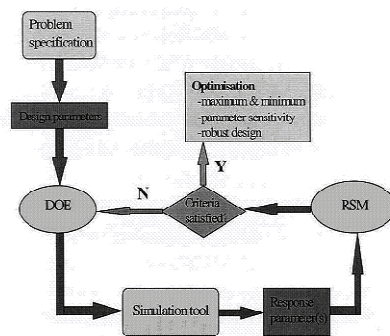 Problem
specification
Design parameters
Optimisation
-maximum & minimum
-parameter sensitivity
-robust design
Y
N
DOE
Criteria
satisfied
RSM
Simulation tool
Response
parameter(s)